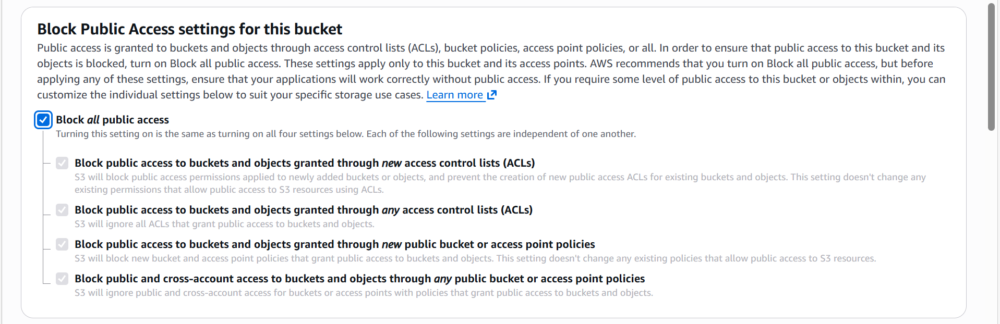 Block Public Access settings for this bucket
Public access is granted to buckets and objects through access control lists (ACLs), bucket policies, access point policies, or all. In order to ensure that public access to this bucket and its
objects is blocked, turn on Block all public access. These settings apply only to this bucket and its access points. AWS recommends that you turn on Block all public access, but before
applying any of these settings, ensure that your applications will work correctly without public access. If you require some level of public access to this bucket or objects within, you can
customize the individual settings below to suit your specific storage use cases. Learn more
Block all public access
Turning this setting on is the same as turning on all four settings below. Each of the following settings are independent of one another.
Block public access to buckets and objects granted through new access control lists (ACLs)
S3 will block public access permissions applied to newly added buckets or objects, and prevent the creation of new public access ACLs for existing buckets and objects. This setting doesn't change any
existing permissions that allow public access to S3 resources using ACLs.
Block public access to buckets and objects granted through any access control lists (ACLs)
S3 will ignore all ACLs that grant public access to buckets and objects.
Block public access to buckets and objects granted through new public bucket or access point policies
S3 will block new bucket and access point policies that grant public access to buckets and objects. This setting doesn't change any existing policies that allow public access to S3 resources.
Block public and cross-account access to buckets and objects through any public bucket or access point policies
S3 will ignore public and cross-account access for buckets or access points with policies that grant public access to buckets and objects.